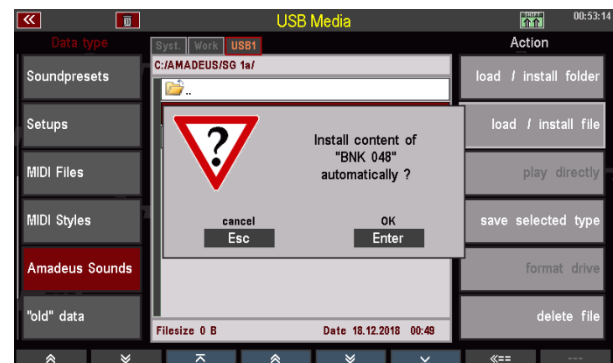 USB Media
SHIFT
00:53:14
Data type
Syst.
Work
USB1
Action
C:/AMADEUS/SG 1a/
..
Soundpresets
Setups
MIDI Files
MIDI Styles
Amadeus Sounds
"old" data
Install content of
"BNK 048"
automatically ?
cancel
OK
Esc
Enter
load / install folder
load / install file
play directly
save selected type
format drive
delete file
Filesize 0 B
Date 18.12.2018 00:49
«==
---